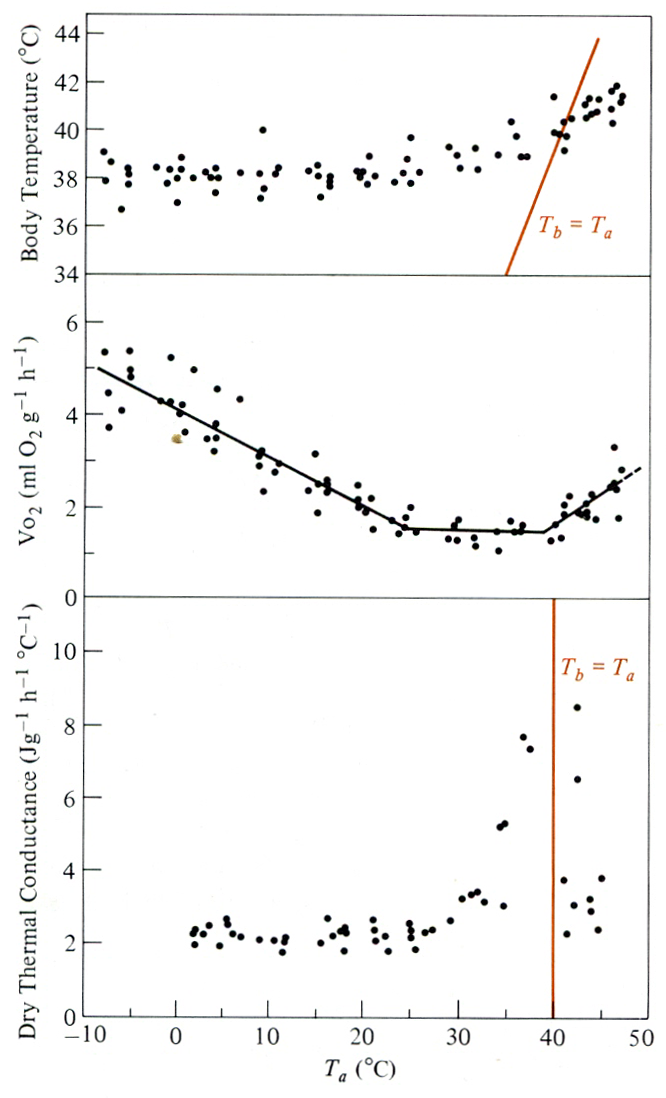 Body Temperature (°C)
44
42
40
38
36
34
T_b = T_a
Vo₂ (ml O₂ g⁻¹ h⁻¹)
6
4
2
0
Dry Thermal Conductance (Jg⁻¹ h⁻¹ °C⁻¹)
10
8
6
4
2
0
T_b = T_a
−10 0 10 20 30 40 50
T_a (°C)